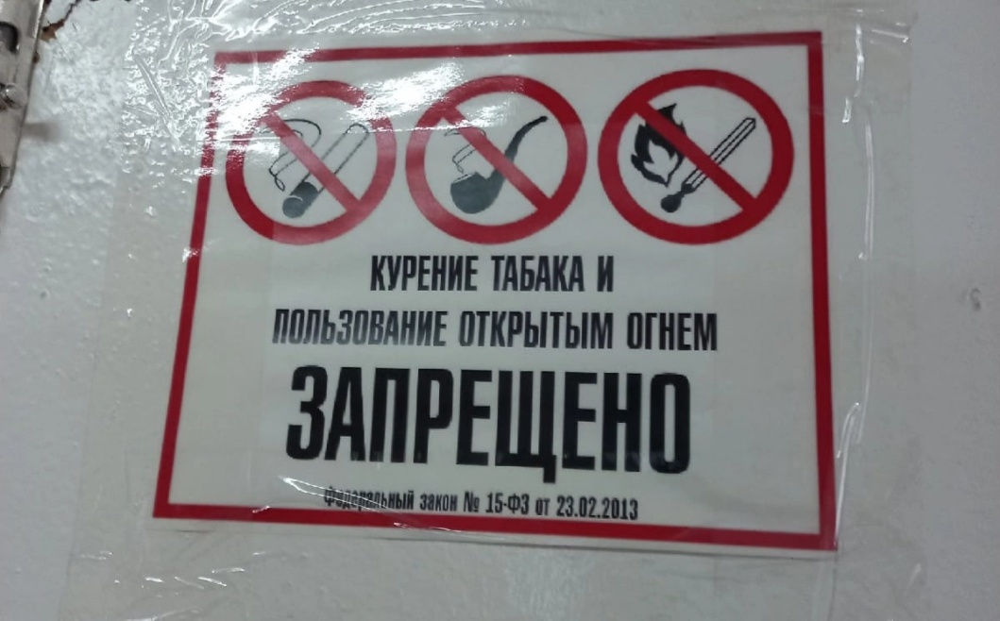 КУРЕНИЕ ТАБАКА И
ПОЛЬЗОВАНИЕ ОТКРЫТЫМ ОГНЕМ
ЗАПРЕЩЕНО
Федеральный закон № 15-ФЗ от 23.02.2013